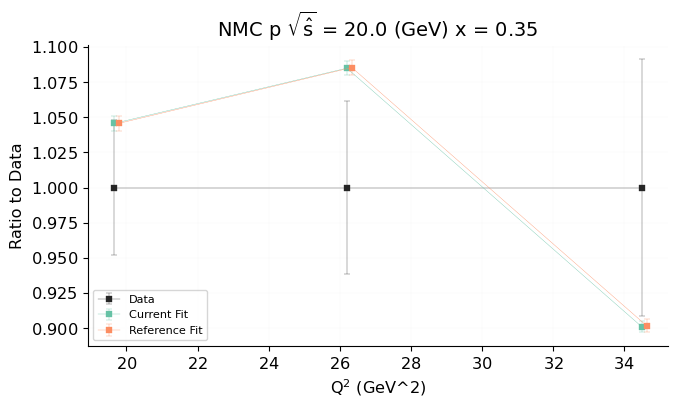 NMC p √ŝ = 20.0 (GeV) x = 0.35
Ratio to Data
1.100
1.075
1.050
1.025
1.000
0.975
0.950
0.925
0.900
Data
Current Fit
Reference Fit
20 22 24 26 28 30 32 34
Q² (GeV^2)